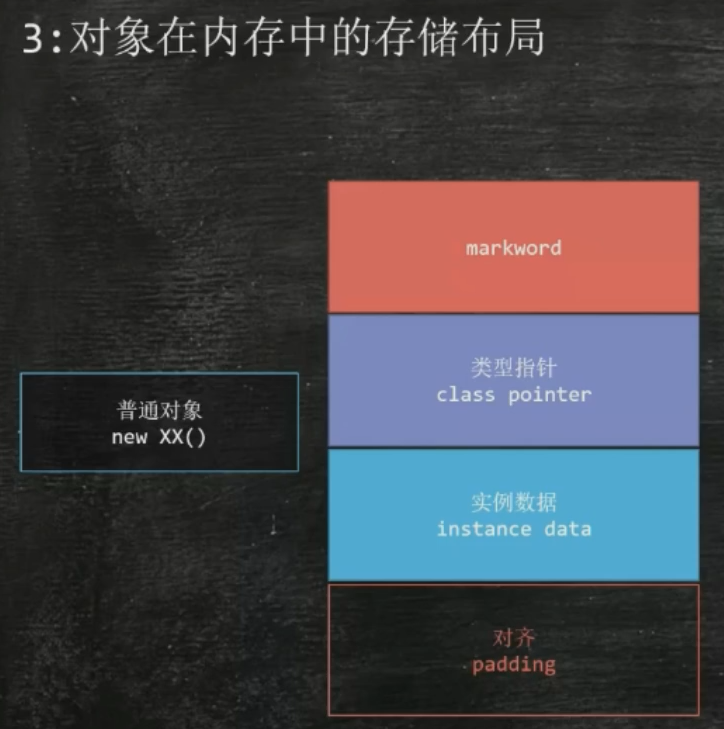 3:对象在内存中的存储布局
markword
类型指针
class pointer
普通对象
new XX()
实例数据
instance data
对齐
padding